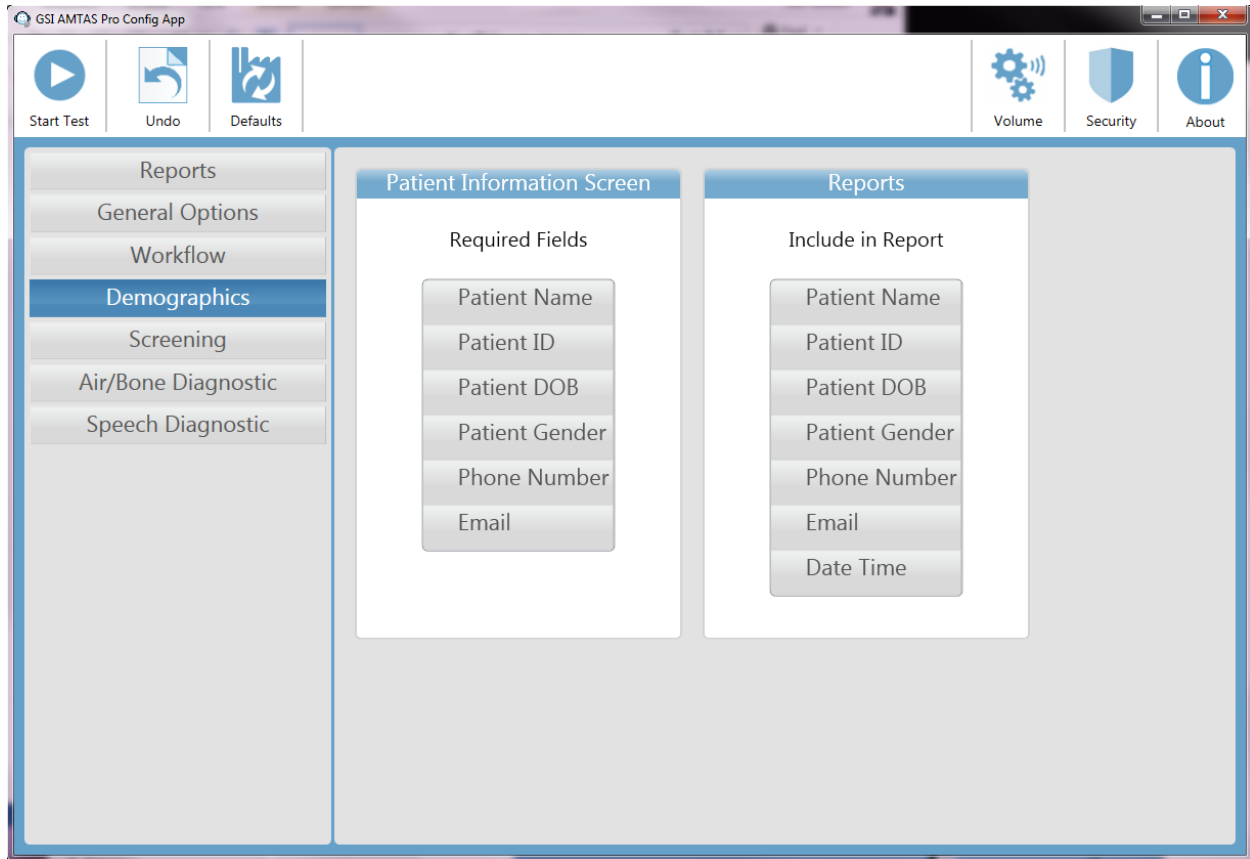 GSI AMTAS Pro Config App
Start Test
Undo
Defaults
Volume
Security
About
Reports
General Options
Workflow
Demographics
Screening
Air/Bone Diagnostic
Speech Diagnostic
Patient Information Screen
Required Fields
Patient Name
Patient ID
Patient DOB
Patient Gender
Phone Number
Email
Reports
Include in Report
Patient Name
Patient ID
Patient DOB
Patient Gender
Phone Number
Email
Date Time